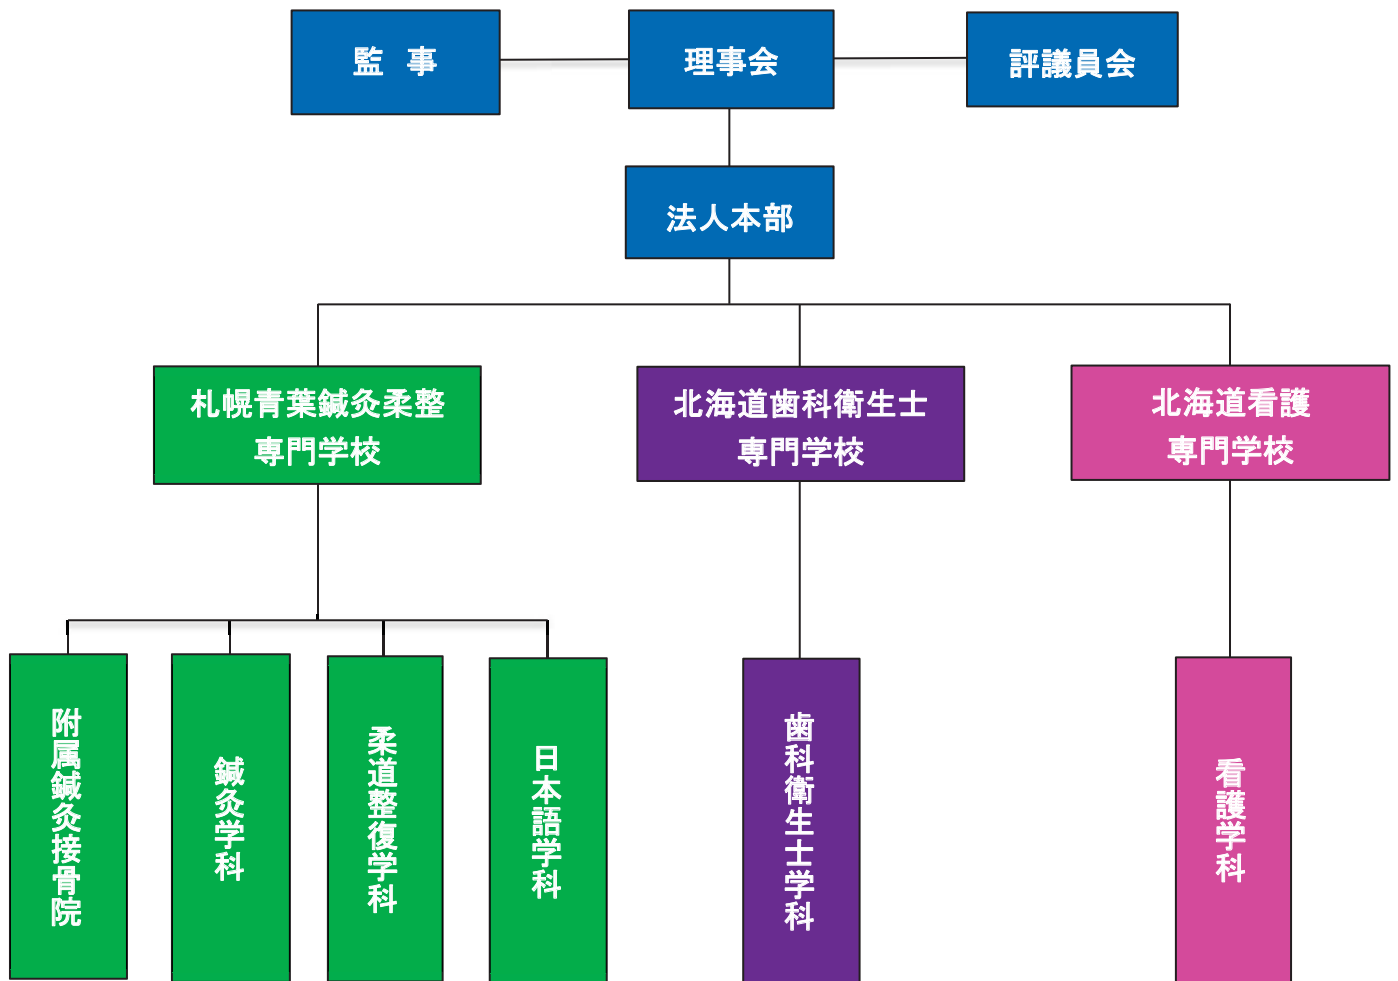 監　事
理事会
評議員会
法人本部
札幌青葉鍼灸柔整
専門学校
北海道歯科衛生士
専門学校
北海道看護
専門学校
附属鍼灸接骨院
鍼灸学科
柔道整復学科
日本語学科
歯科衛生士学科
看護学科